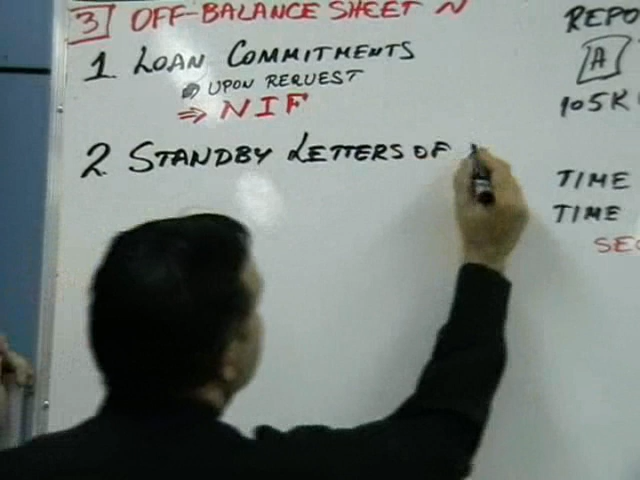 3 OFF-BALANCE SHEET N
1. LOAN COMMITMENTS
UPON REQUEST
⇒ NIF
2. STANDBY LETTERS OF
REPO
A
105K
TIME
TIME
SEC